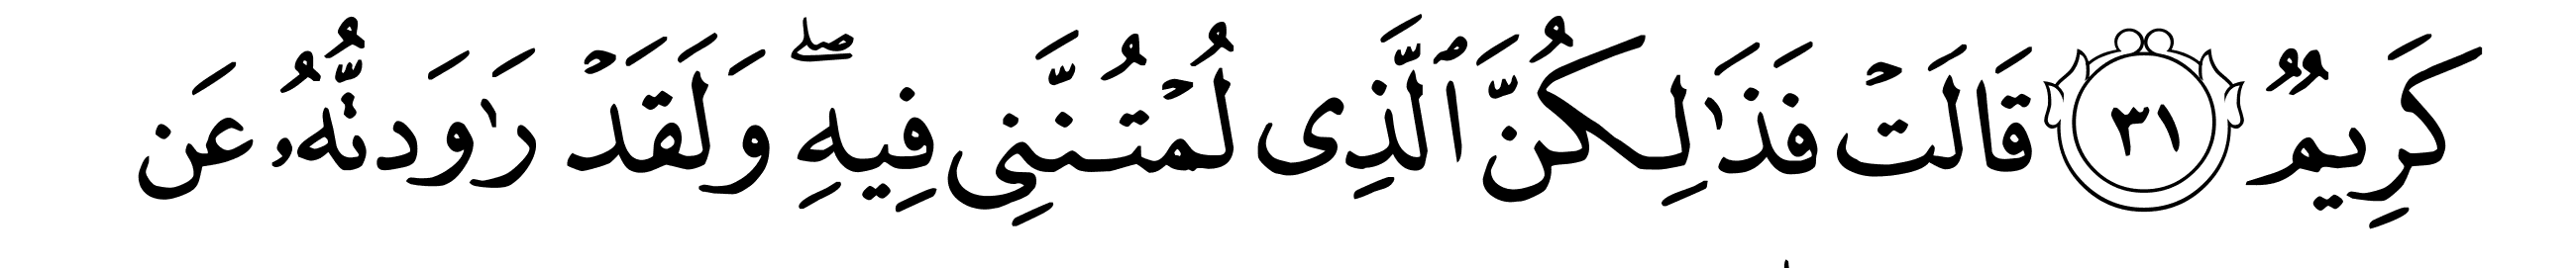 كَرِيمٌ ٣١ قَالَتْ فَذَٰلِكُنَّ ٱلَّذِى لُمْتُنَّنِى فِيهِ ۖ وَلَقَدْ رَٰوَدتُّهُۥ عَن